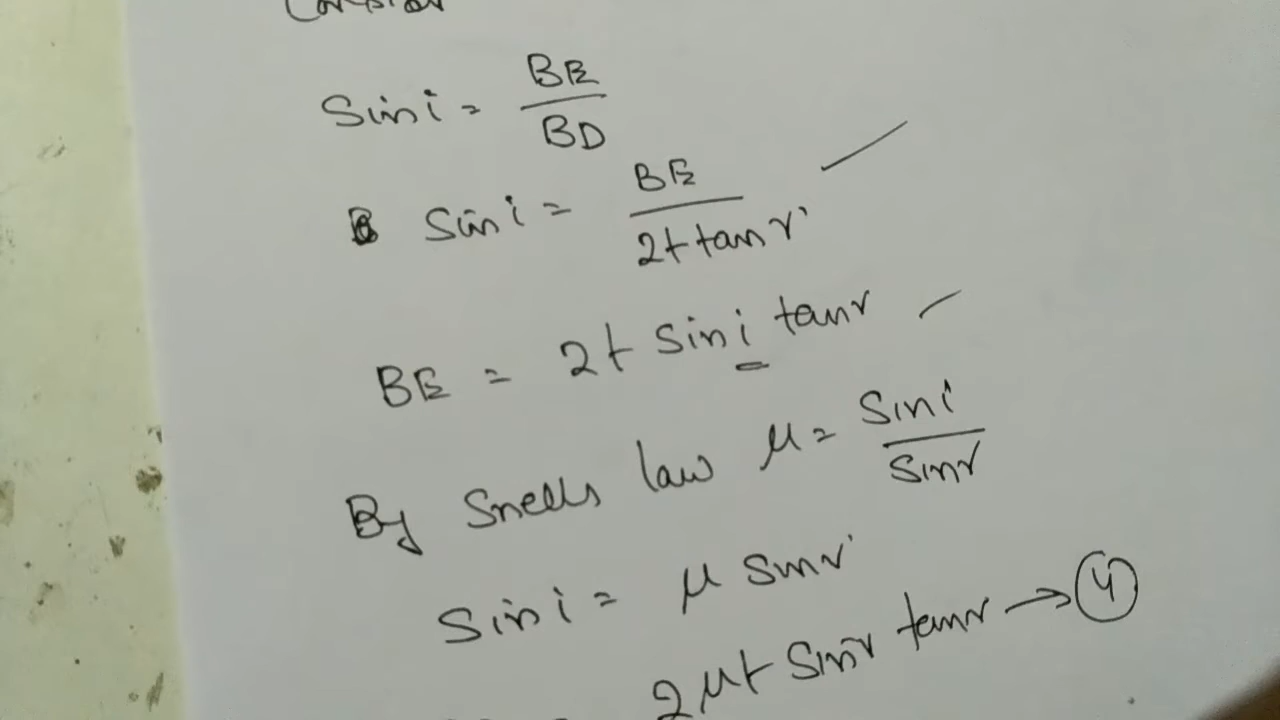 Sin i = BE / BD
Sin i = BE / 2t tan r
BE = 2t Sin i tan r
By Snells law μ = Sin i / Sin r
Sin i = μ Sin r
2μt Sin r tan r → 4